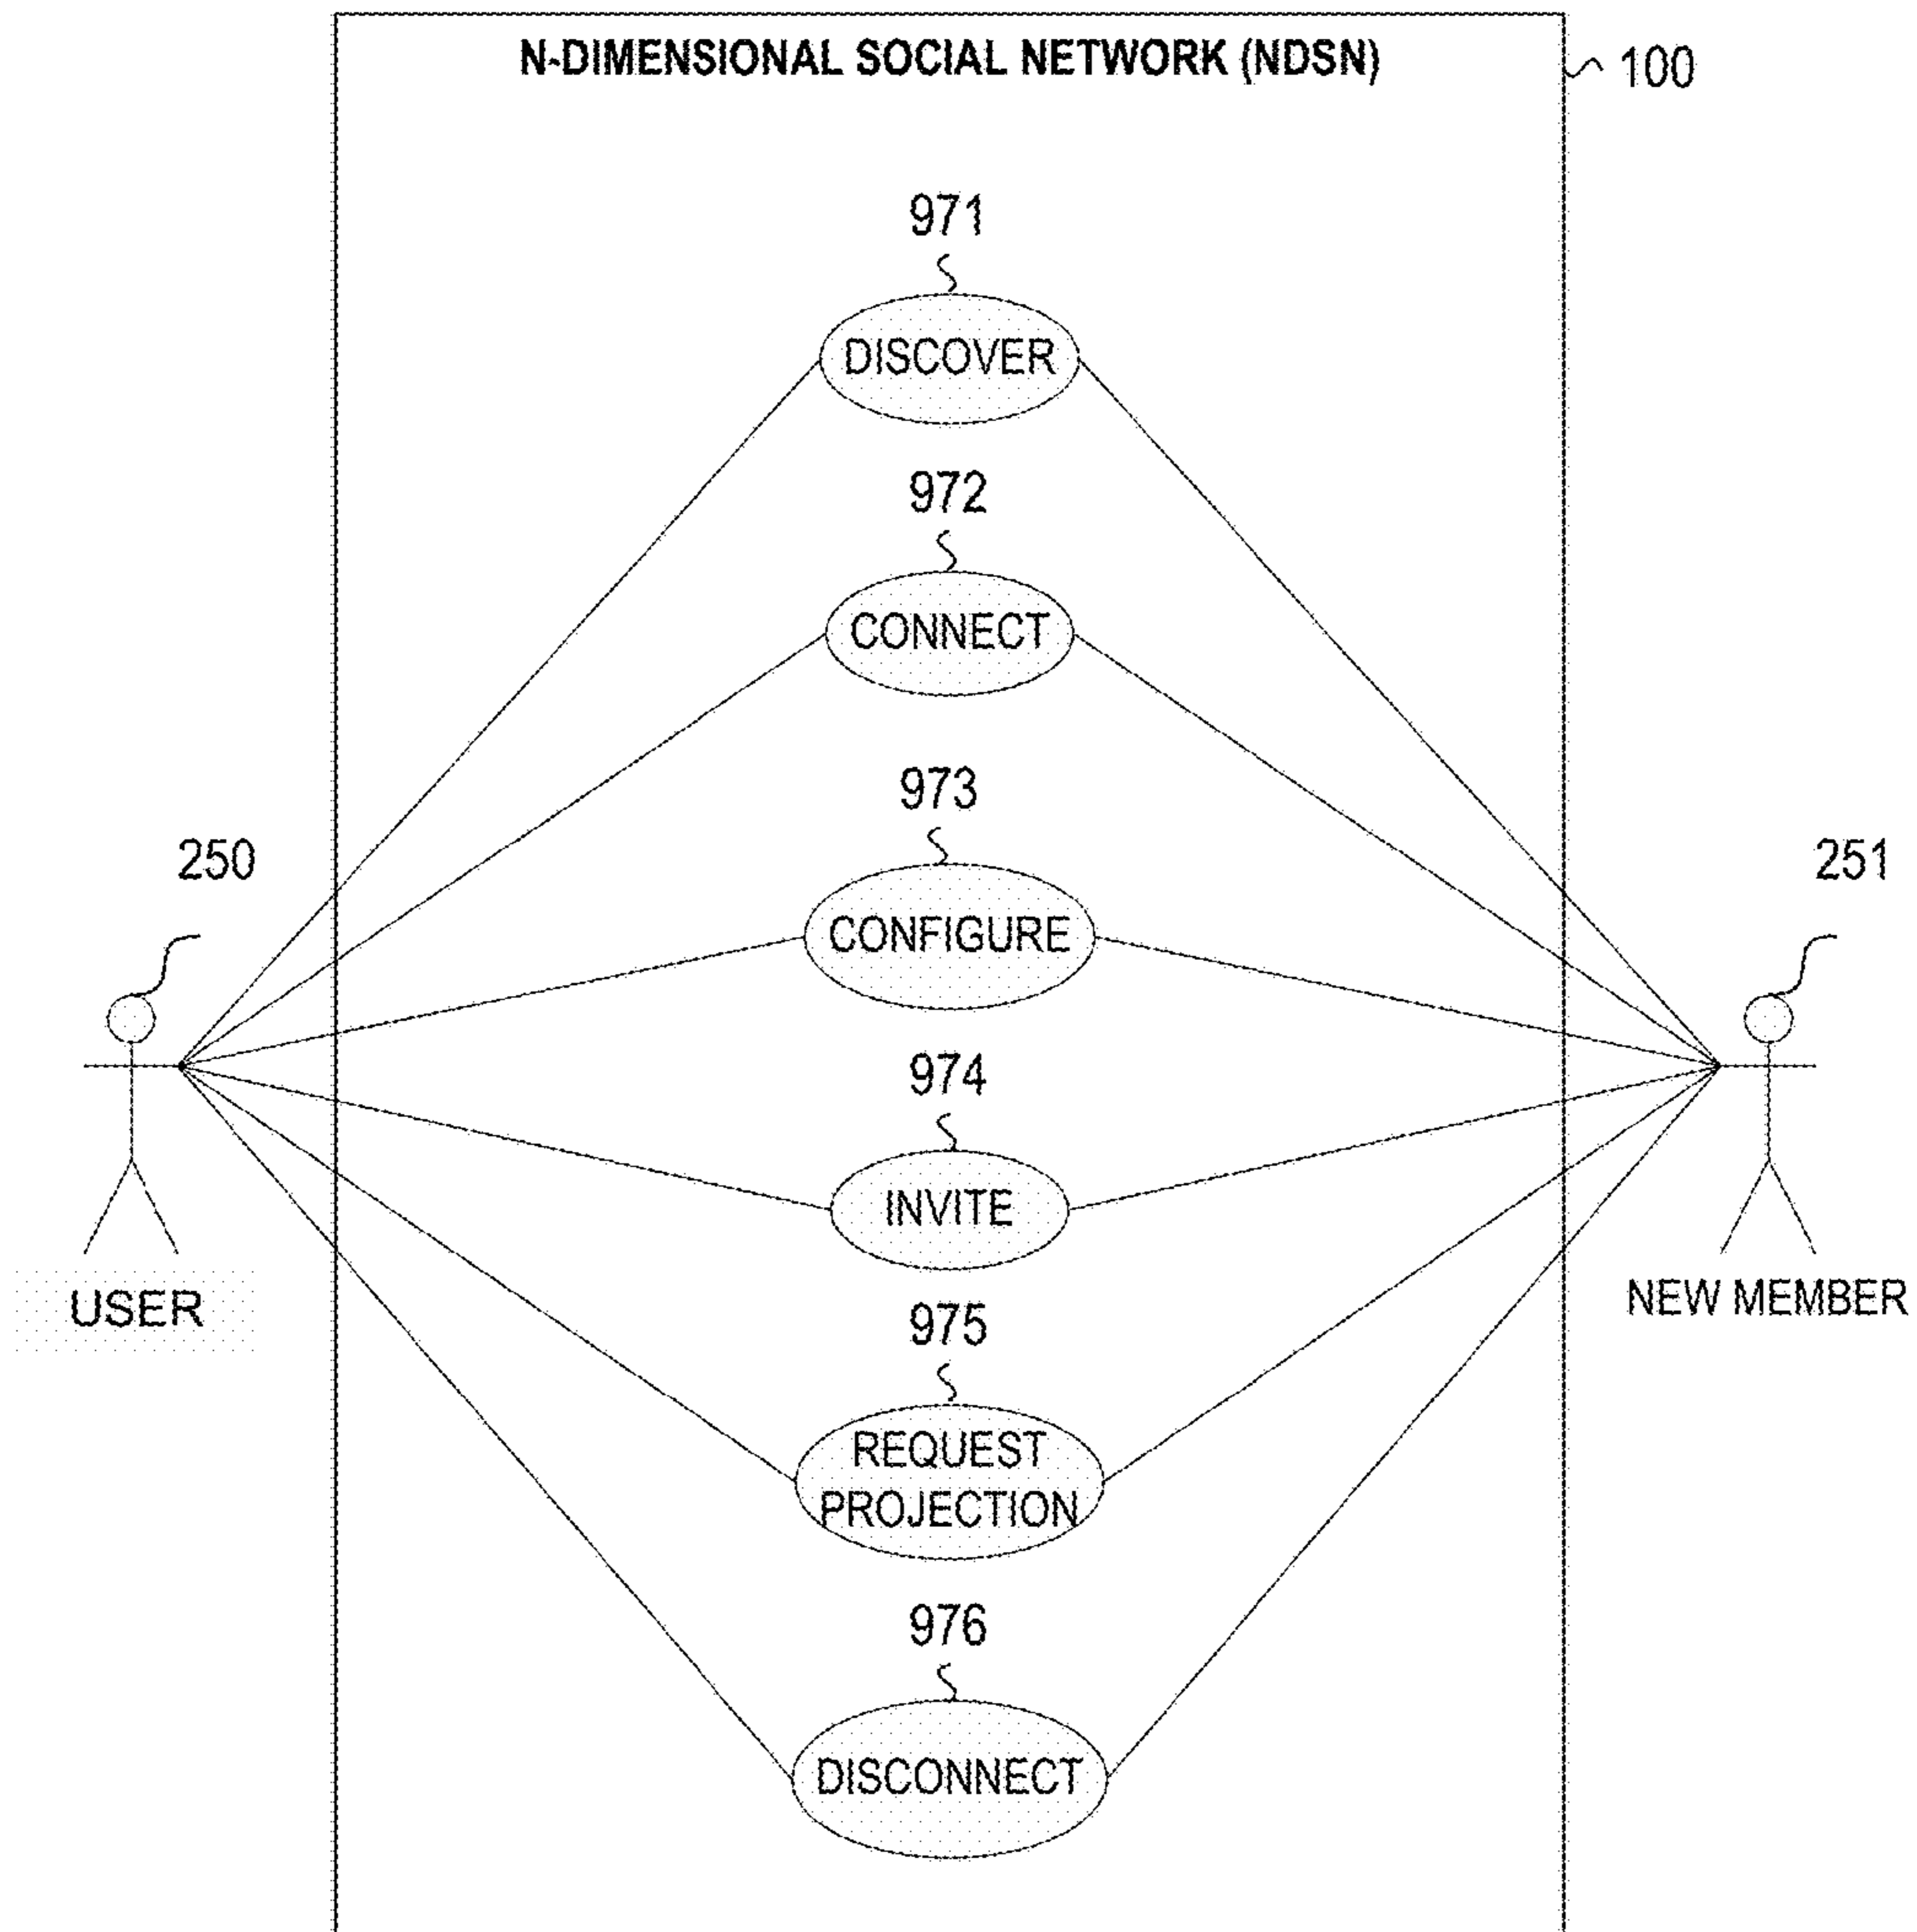 N-DIMENSIONAL SOCIAL NETWORK (NDSN)
100
971
DISCOVER
972
CONNECT
973
CONFIGURE
250
251
974
INVITE
USER
NEW MEMBER
975
REQUEST
PROJECTION
976
DISCONNECT